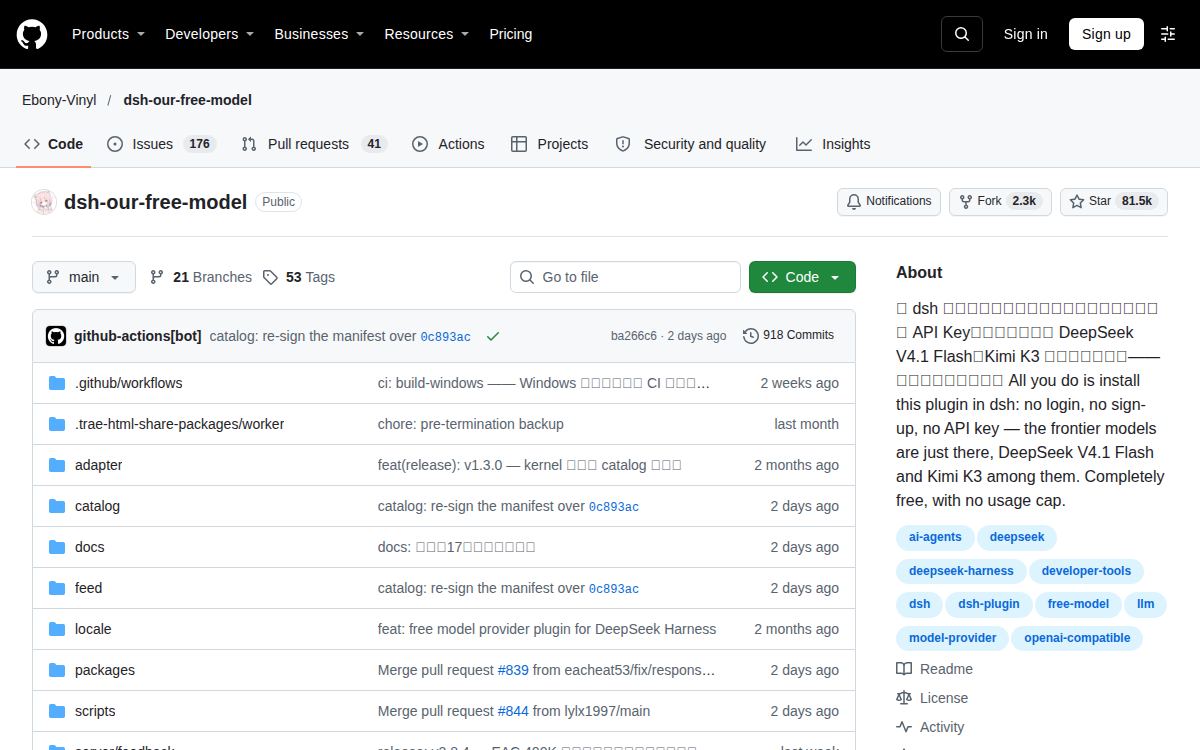 Products Developers Businesses Resources Pricing Sign in Sign up
Ebony-Vinyl / dsh-our-free-model
Code Issues 176 Pull requests 41 Actions Projects Security and quality Insights
dsh-our-free-model Public Notifications Fork 2.3k Star 81.5k
main 21 Branches 53 Tags Go to file Code
github-actions[bot] catalog: re-sign the manifest over 0c893ac ba666c6 · 2 days ago 918 Commits
.github/workflows ci: build-windows —— Windows CI … 2 weeks ago
.trae-html-share-packages/worker chore: pre-termination backup last month
adapter feat(release): v1.3.0 — kernel catalog 2 months ago
catalog catalog: re-sign the manifest over 0c893ac 2 days ago
docs docs: 17 2 days ago
feed catalog: re-sign the manifest over 0c893ac 2 days ago
locale feat: free model provider plugin for DeepSeek Harness 2 months ago
packages Merge pull request #839 from eacheat53/fix/respons… 2 days ago
scripts Merge pull request #844 from lylx1997/main 2 days ago
About
dsh
API Key DeepSeek
V4.1 Flash Kimi K3 ——
All you do is install
this plugin in dsh: no login, no sign-
up, no API key — the frontier models
are just there, DeepSeek V4.1 Flash
and Kimi K3 among them. Completely
free, with no usage cap.
ai-agents deepseek
deepseek-harness developer-tools
dsh dsh-plugin free-model llm
model-provider openai-compatible
Readme
License
Activity